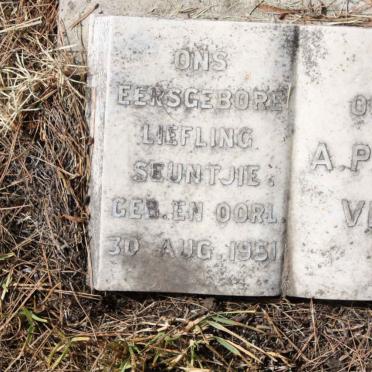 ONS
EERSGEBORE
LIEFLING
SEUNTJIE.
GEB. EN OORL.
30 AUG. 1951.
O
A. P
V